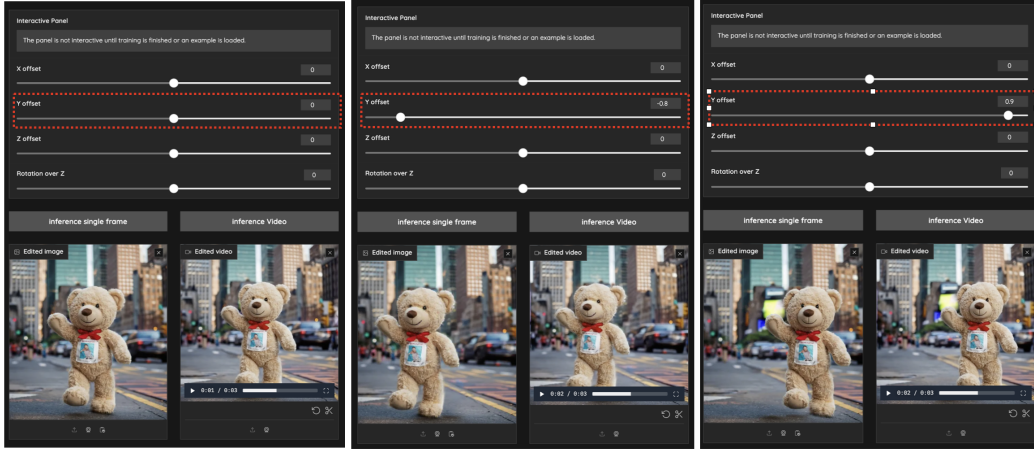 Interactive Panel
The panel is not interactive until training is finished or an example is loaded.
X offset 0
Y offset 0
Z offset 0
Rotation over Z 0
inference single frame inference Video
Edited image Edited video
0:01 / 0:03
Interactive Panel
The panel is not interactive until training is finished or an example is loaded.
X offset 0
Y offset -0.8
Z offset 0
Rotation over Z 0
inference single frame inference Video
Edited image Edited video
0:02 / 0:03
Interactive Panel
The panel is not interactive until training is finished or an example is loaded.
X offset 0
Y offset 0.9
Z offset 0
Rotation over Z 0
inference single frame inference Video
Edited image Edited video
0:02 / 0:03